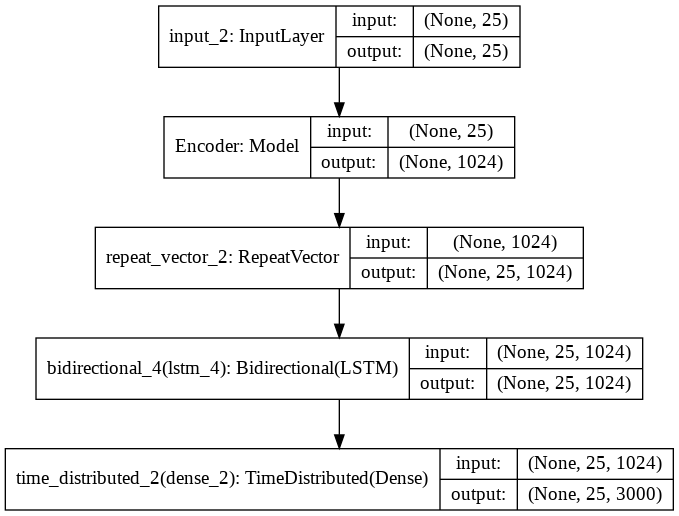 input_2: InputLayer
input: (None, 25)
output: (None, 25)
Encoder: Model
input: (None, 25)
output: (None, 1024)
repeat_vector_2: RepeatVector
input: (None, 1024)
output: (None, 25, 1024)
bidirectional_4(lstm_4): Bidirectional(LSTM)
input: (None, 25, 1024)
output: (None, 25, 1024)
time_distributed_2(dense_2): TimeDistributed(Dense)
input: (None, 25, 1024)
output: (None, 25, 3000)